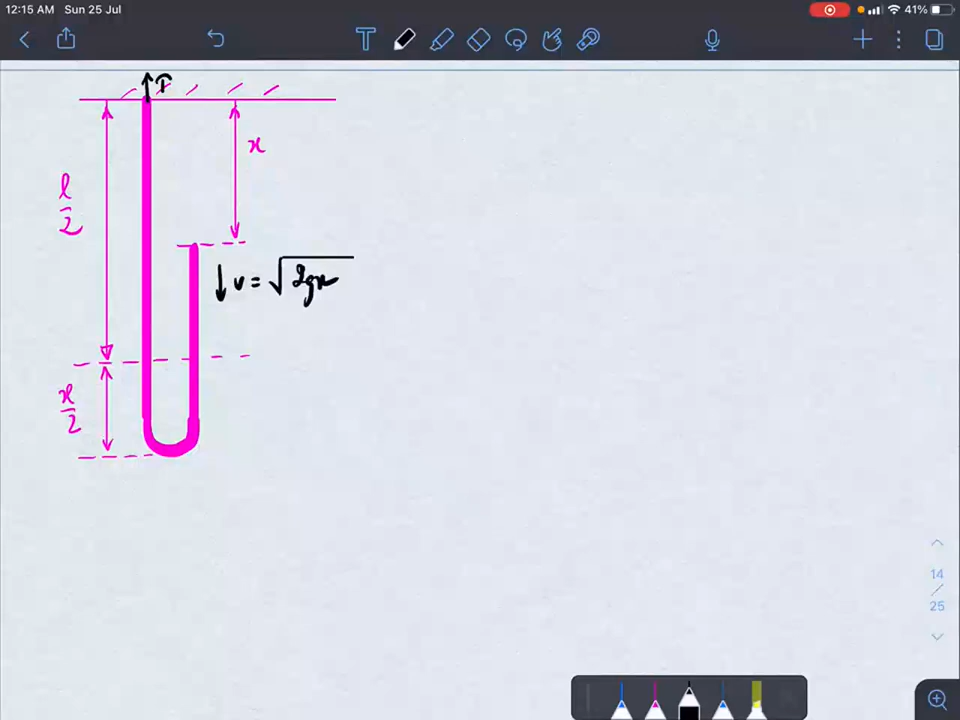 12:15 AM Sun 25 Jul 41%
T
T
x
l/2
↓ v = √2gx
x/2
14
/
25